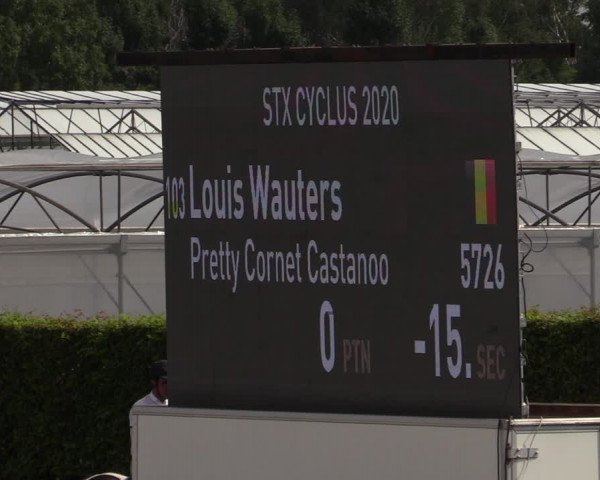 STX CYCLUS 2020
103 Louis Wauters
Pretty Cornet Castanoo
5726
0 PTN -15. SEC